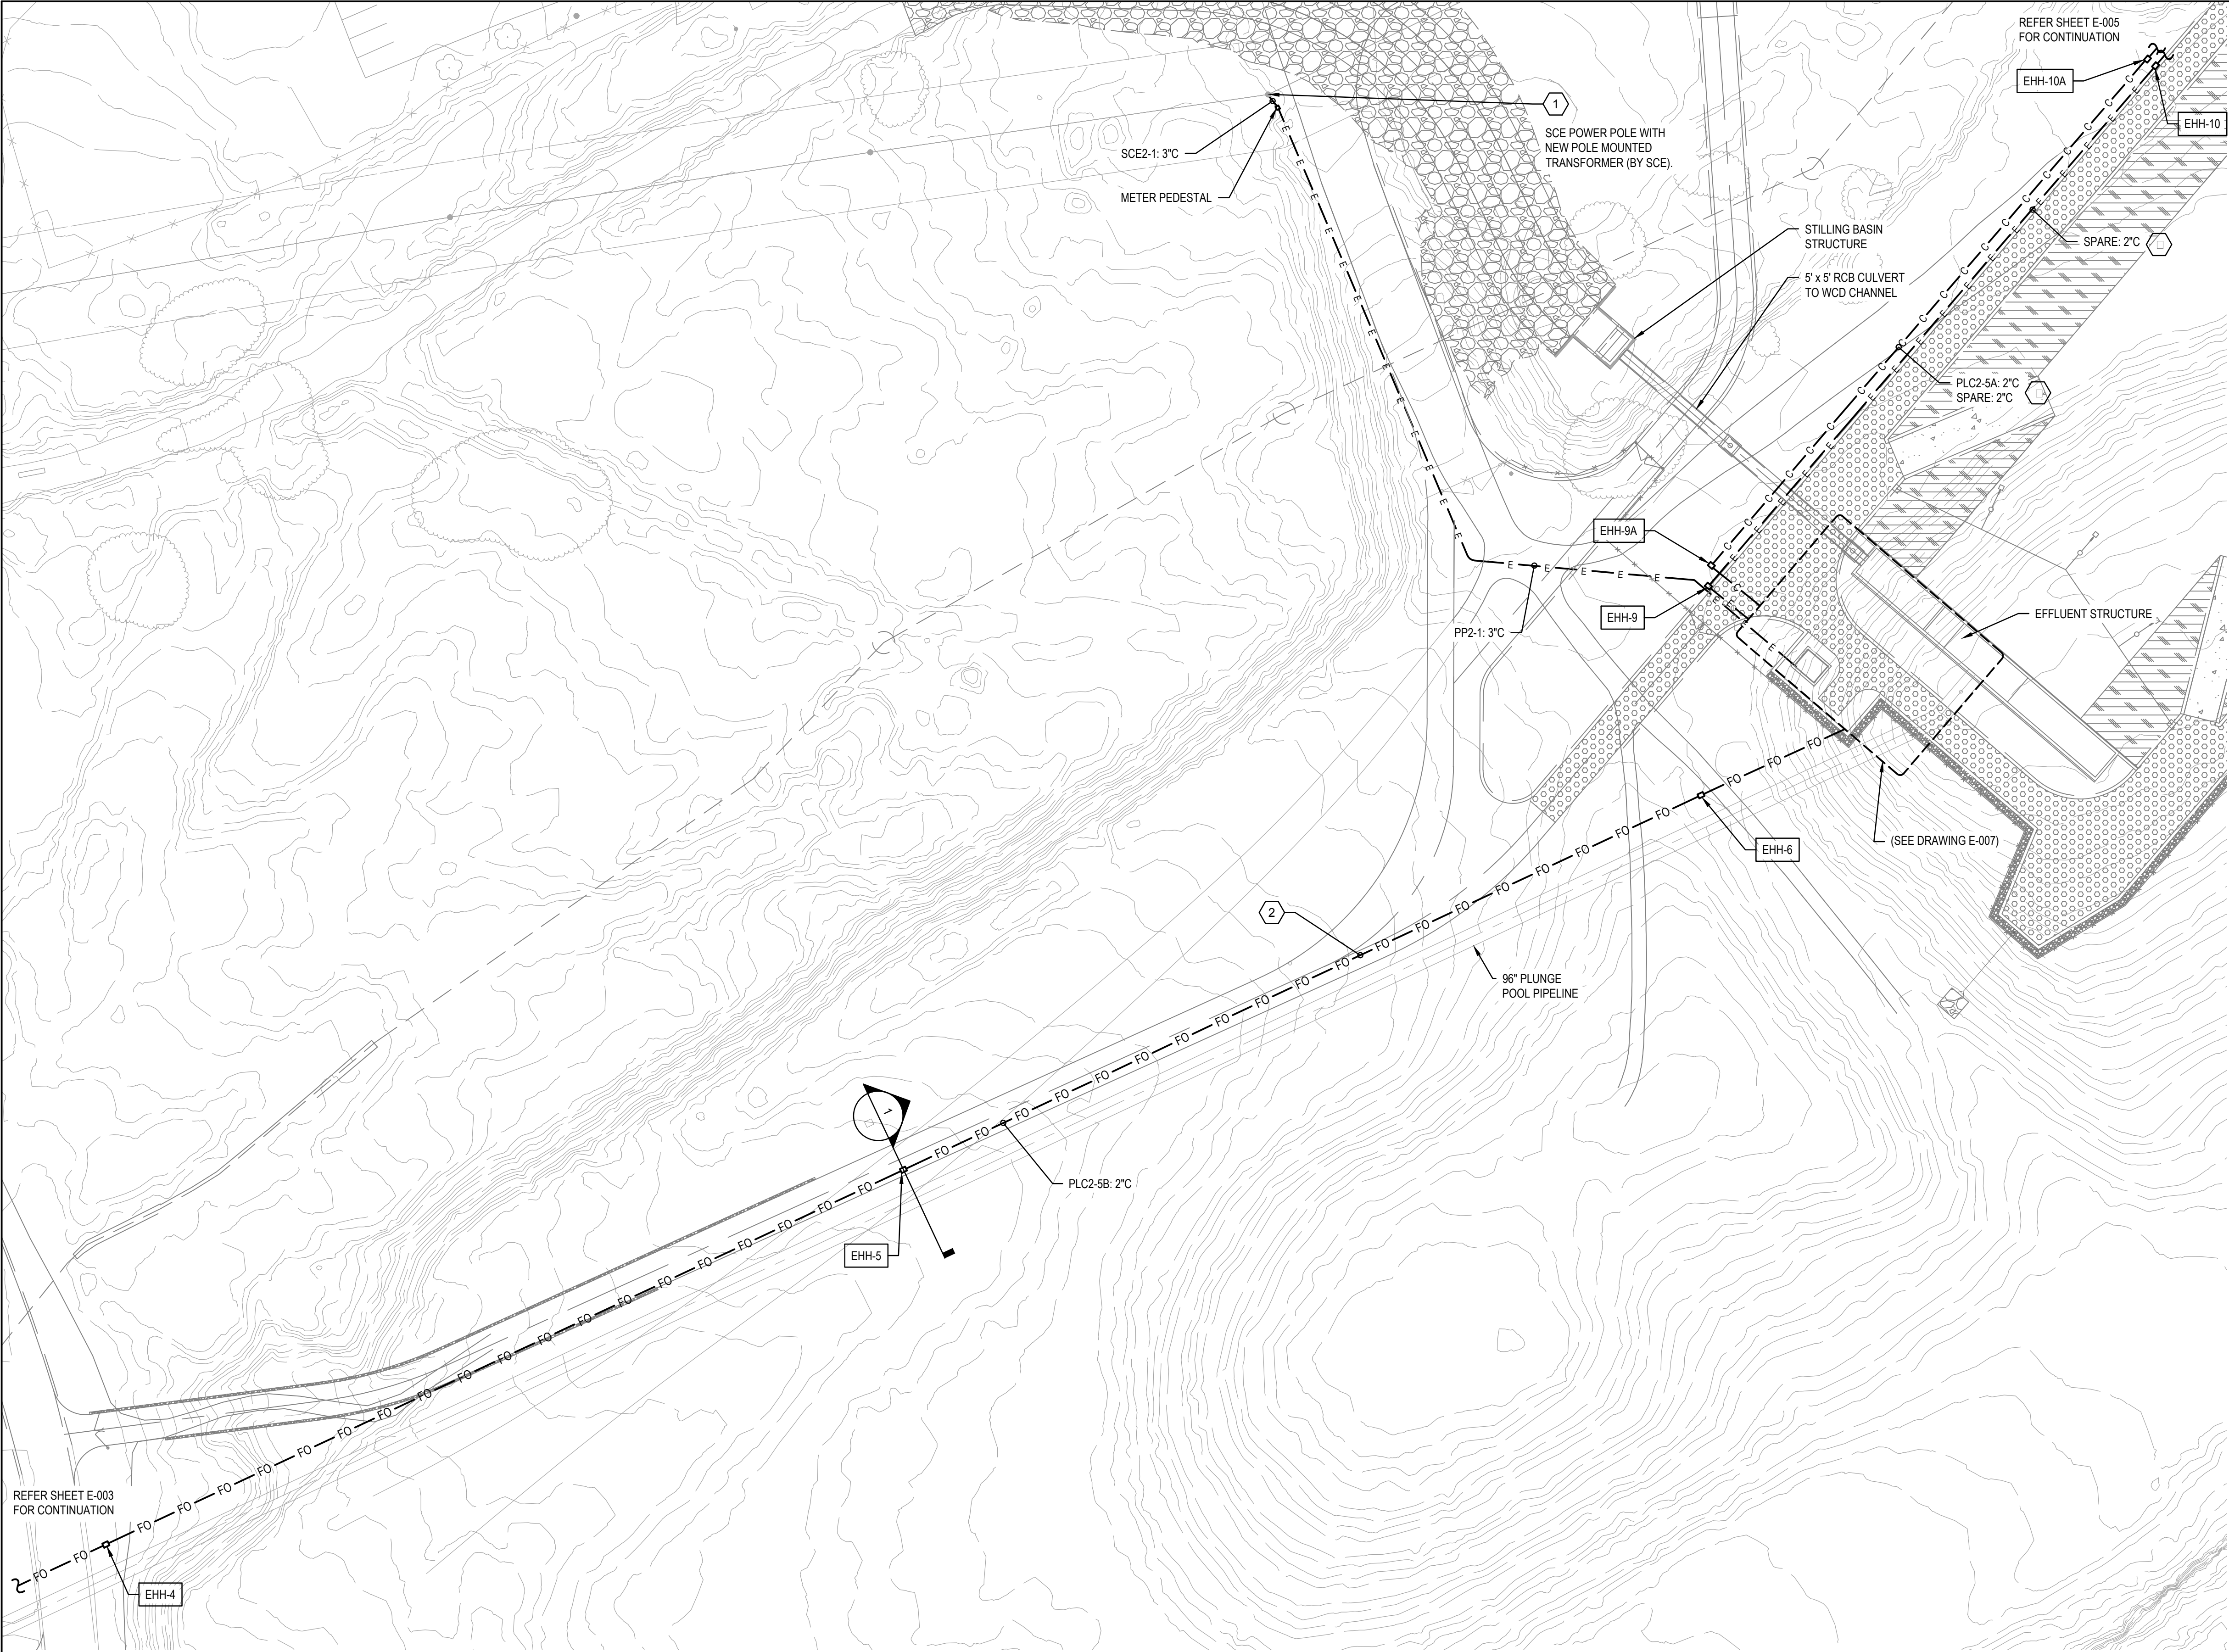 REFER SHEET E-005
FOR CONTINUATION
EHH-10A
EHH-10
1
SCE POWER POLE WITH
NEW POLE MOUNTED
TRANSFORMER (BY SCE).
SCE2-1: 3"C
METER PEDESTAL
STILLING BASIN
STRUCTURE
SPARE: 2"C
5' x 5' RCB CULVERT
TO WCD CHANNEL
PLC2-5A: 2"C
SPARE: 2"C
EHH-9A
EHH-9
PP2-1: 3"C
EFFLUENT STRUCTURE
(SEE DRAWING E-007)
EHH-6
2
96" PLUNGE
POOL PIPELINE
1
PLC2-5B: 2"C
EHH-5
REFER SHEET E-003
FOR CONTINUATION
EHH-4